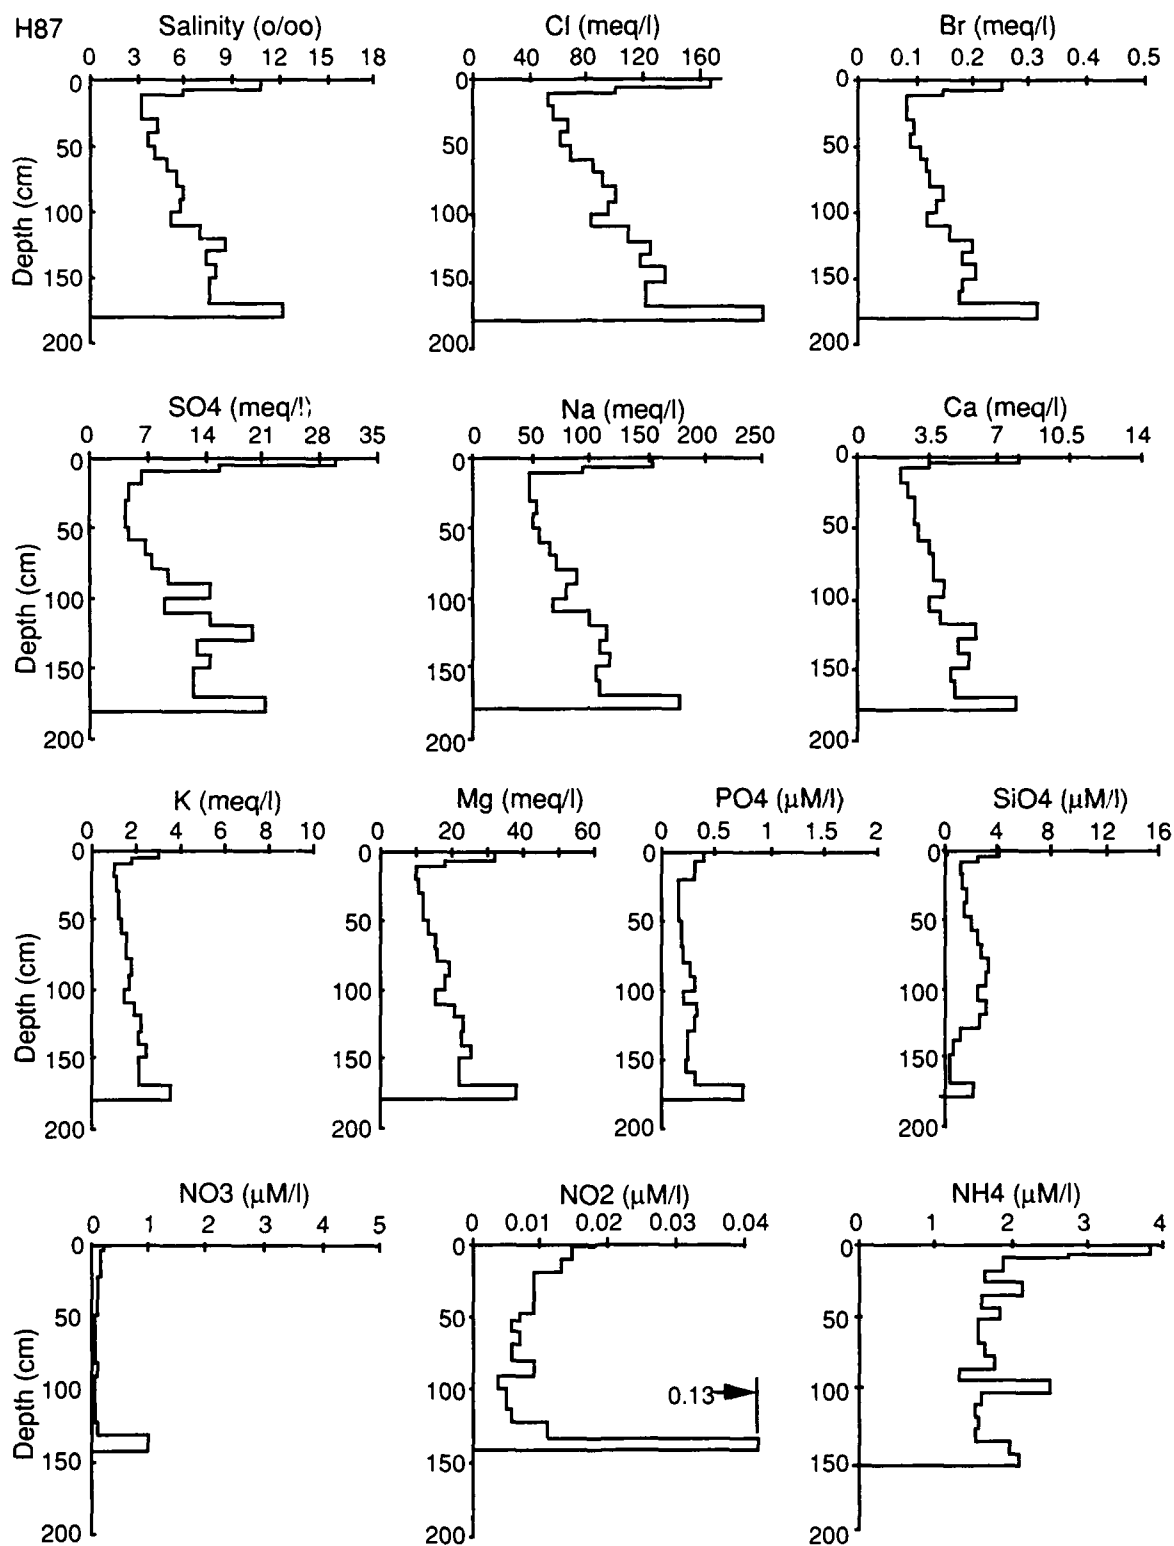 H87 Salinity (o/oo) Cl (meq/l) Br (meq/l)
0 3 6 9 12 15 18 0 40 80 120 160 0 0.1 0.2 0.3 0.4 0.5
0 0 0
50 50 50
100 100 100
150 150 150
200 200 200
Depth (cm)
SO4 (meq/l) Na (meq/l) Ca (meq/l)
0 7 14 21 28 35 0 50 100 150 200 250 0 3.5 7 10.5 14
0 0 0
50 50 50
100 100 100
150 150 150
200 200 200
Depth (cm)
K (meq/l) Mg (meq/l) PO4 (μM/l) SiO4 (μM/l)
0 2 4 6 8 10 0 20 40 60 0 0.5 1 1.5 2 0 4 8 12 16
0 0 0 0
50 50 50 50
100 100 100 100
150 150 150 150
200 200 200 200
Depth (cm)
NO3 (μM/l) NO2 (μM/l) NH4 (μM/l)
0 1 2 3 4 5 0 0.01 0.02 0.03 0.04 0 1 2 3 4
0 0 0
50 50 50
100 100 0.13 100
150 150 150
200 200 200
Depth (cm)